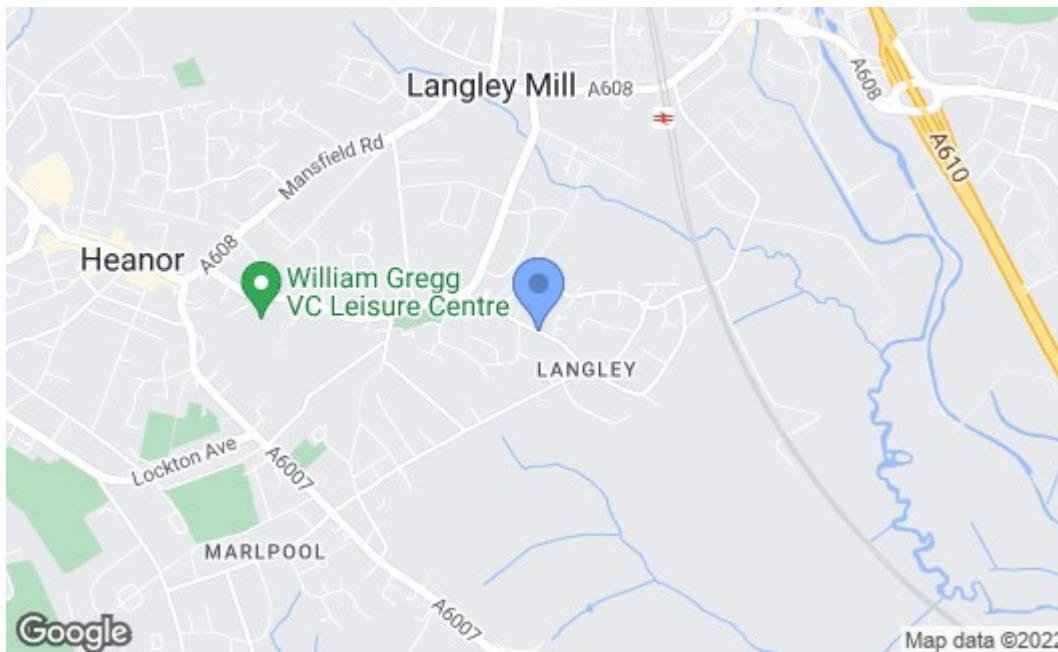 Langley Mill
A608
A608
A610
Mansfield Rd
Heanor
A608
William Gregg
VC Leisure Centre
LANGLEY
Lockton Ave
A6007
MARLPOOL
A6007
Google
Map data ©2022